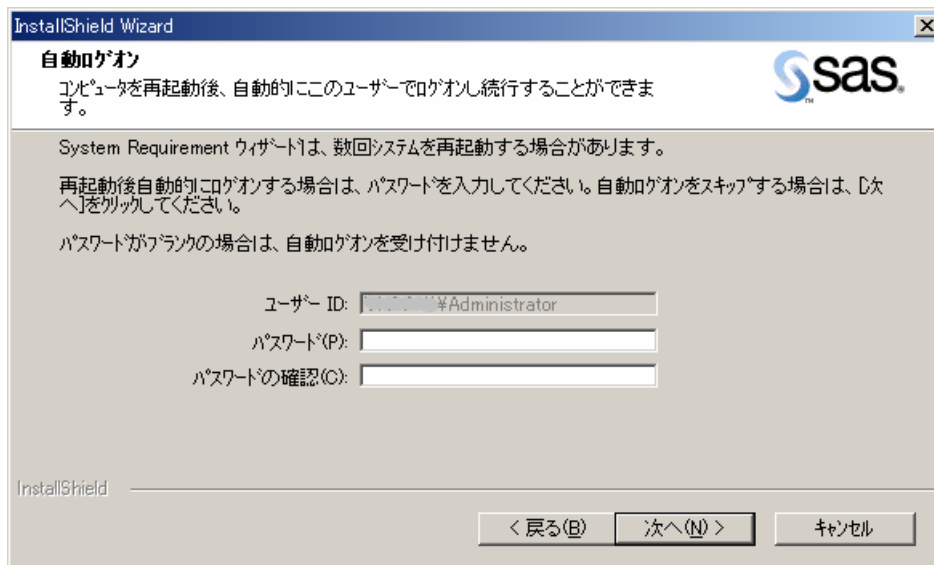 InstallShield Wizard
自動ログオン
コンピュータを再起動後、自動的にこのユーザーでログオンし続行することができま
す。
sas.
TM
System Requirement ウィザードは、数回システムを再起動する場合があります。
再起動後自動的にログオンする場合は、パスワードを入力してください。自動ログオンをスキップする場合は、[次
へ]をクリックしてください。
パスワードがブランクの場合は、自動ログオンを受け付けません。
ユーザー ID: ¥Administrator
パスワード(P):
パスワードの確認(C):
InstallShield
< 戻る(B) 次へ(N) > キャンセル